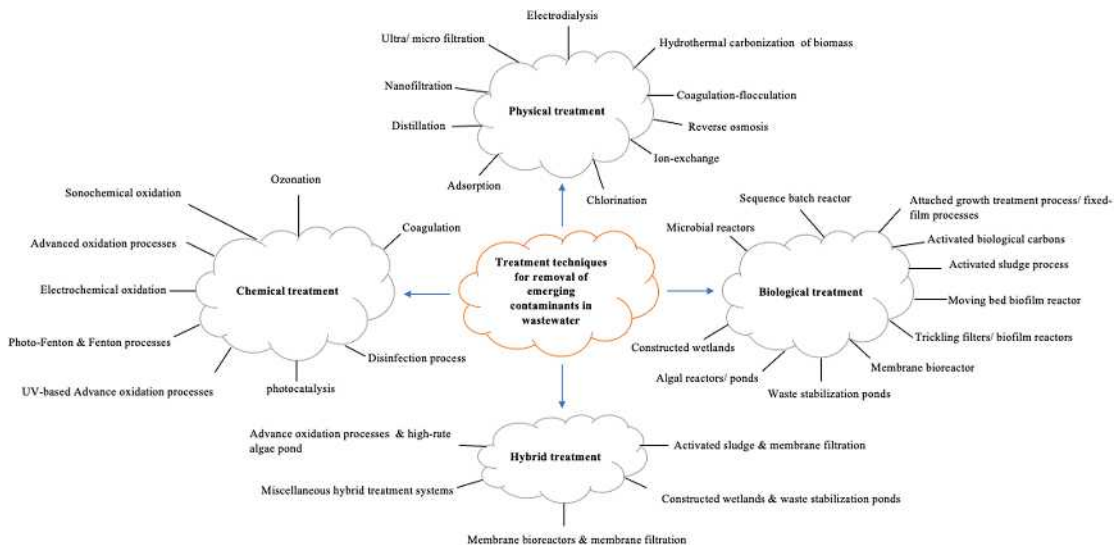 Electrodialysis
Ultra/ micro filtration
Hydrothermal carbonization of biomass
Nanofiltration
Coagulation-flocculation
Physical treatment
Distillation
Reverse osmosis
Ion-exchange
Adsorption
Chlorination
Ozonation
Sonochemical oxidation
Coagulation
Advanced oxidation processes
Electrochemical oxidation
Chemical treatment
Photo-Fenton & Fenton processes
Disinfection process
UV-based Advance oxidation processes
photocatalysis
Treatment techniques
for removal of
emerging
contaminants in
wastewater
Sequence batch reactor
Attached growth treatment process/ fixed-
film processes
Microbial reactors
Activated biological carbons
Activated sludge process
Biological treatment
Moving bed biofilm reactor
Trickling filters/ biofilm reactors
Constructed wetlands
Membrane bioreactor
Algal reactors/ ponds
Waste stabilization ponds
Advance oxidation processes & high-rate
algae pond
Activated sludge & membrane filtration
Hybrid treatment
Miscellaneous hybrid treatment systems
Constructed wetlands & waste stabilization ponds
Membrane bioreactors & membrane filtration